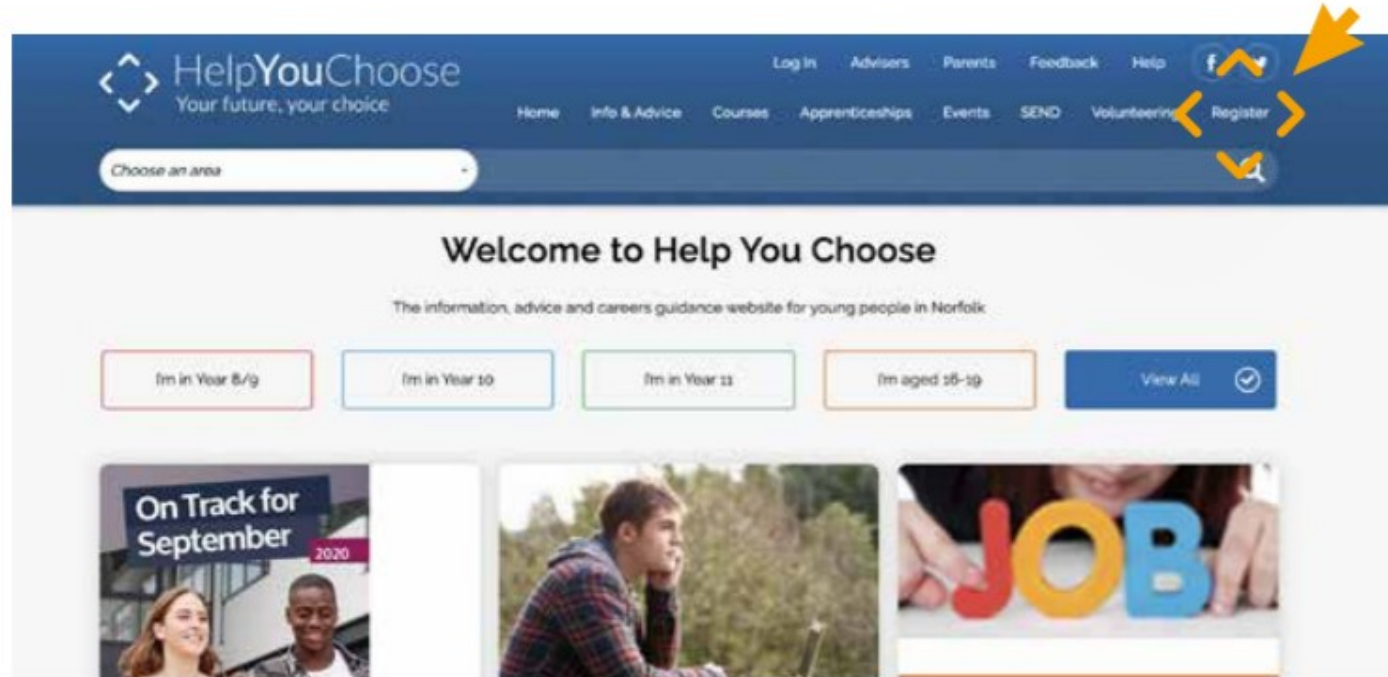 HelpYouChoose
Your future, your choice
Log In Advisers Parents Feedback Help f
Home Info & Advice Courses Apprenticeships Events SEND Volunteering Register
Choose an area
Welcome to Help You Choose
The information, advice and careers guidance website for young people in Norfolk
I'm in Year 8/9 I'm in Year 10 I'm in Year 11 I'm aged 16-19 View All
On Track for
September
2020
JOB